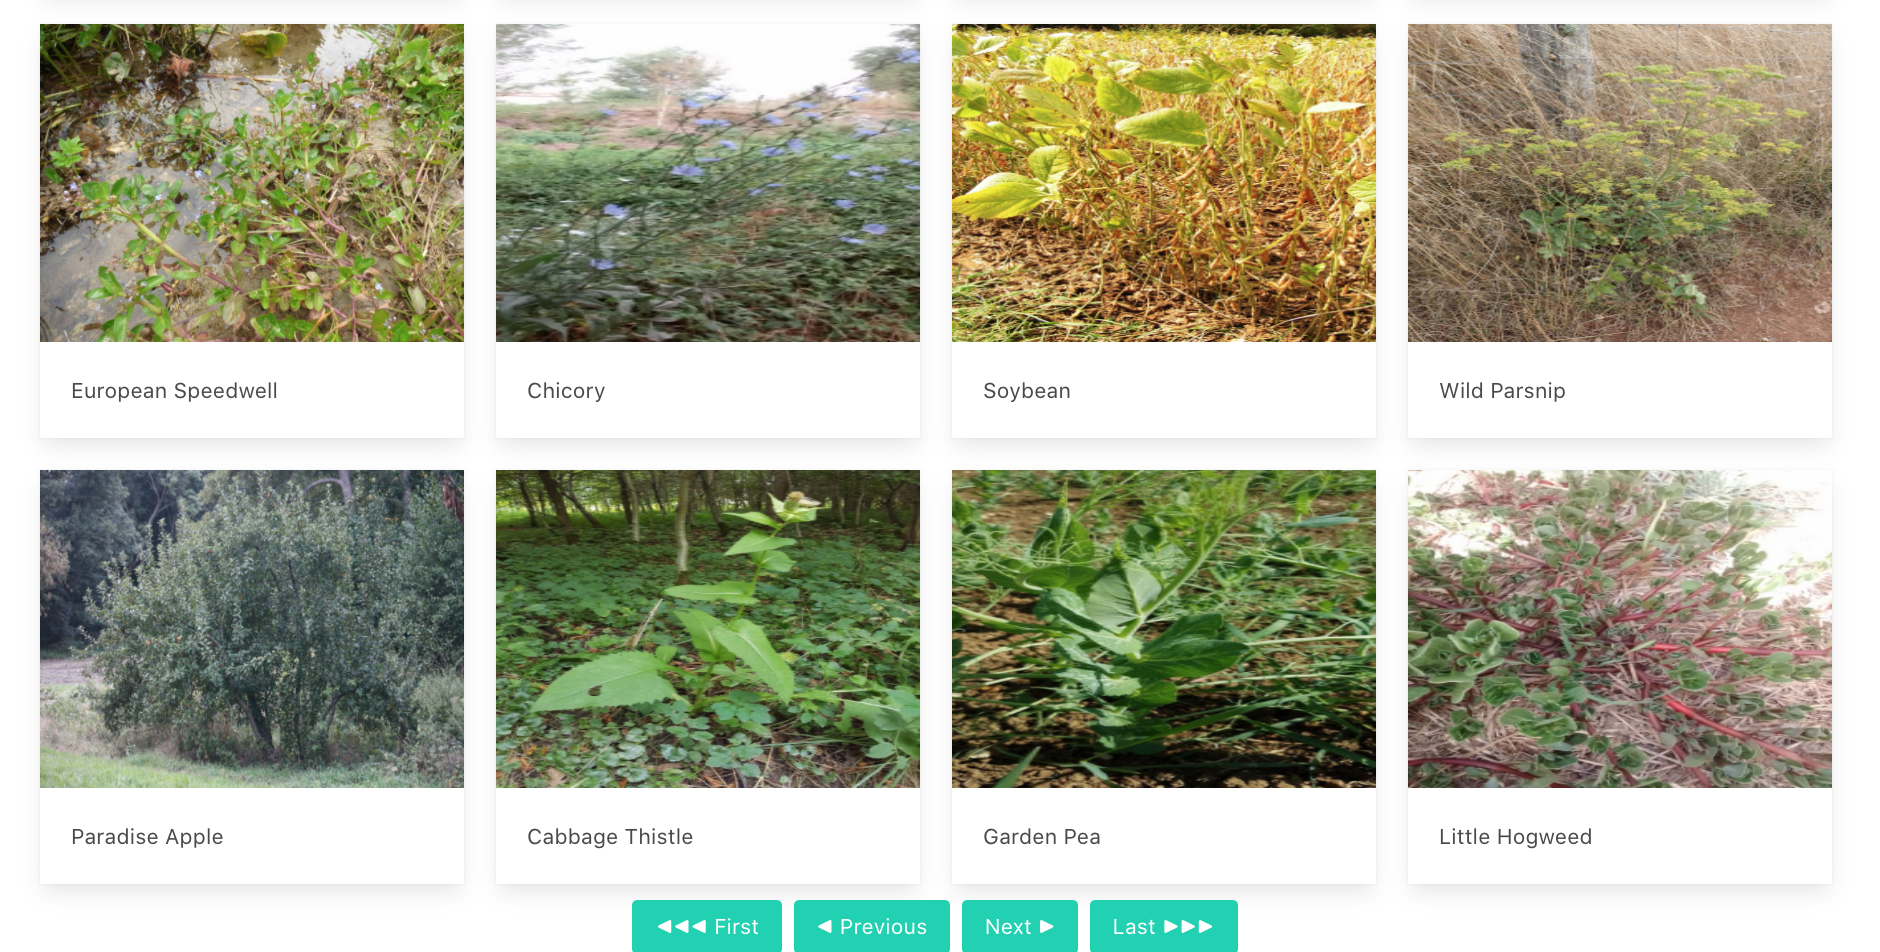 European Speedwell
Chicory
Soybean
Wild Parsnip
Paradise Apple
Cabbage Thistle
Garden Pea
Little Hogweed
◀◀◀ First
◀ Previous
Next ▶
Last ▶▶▶